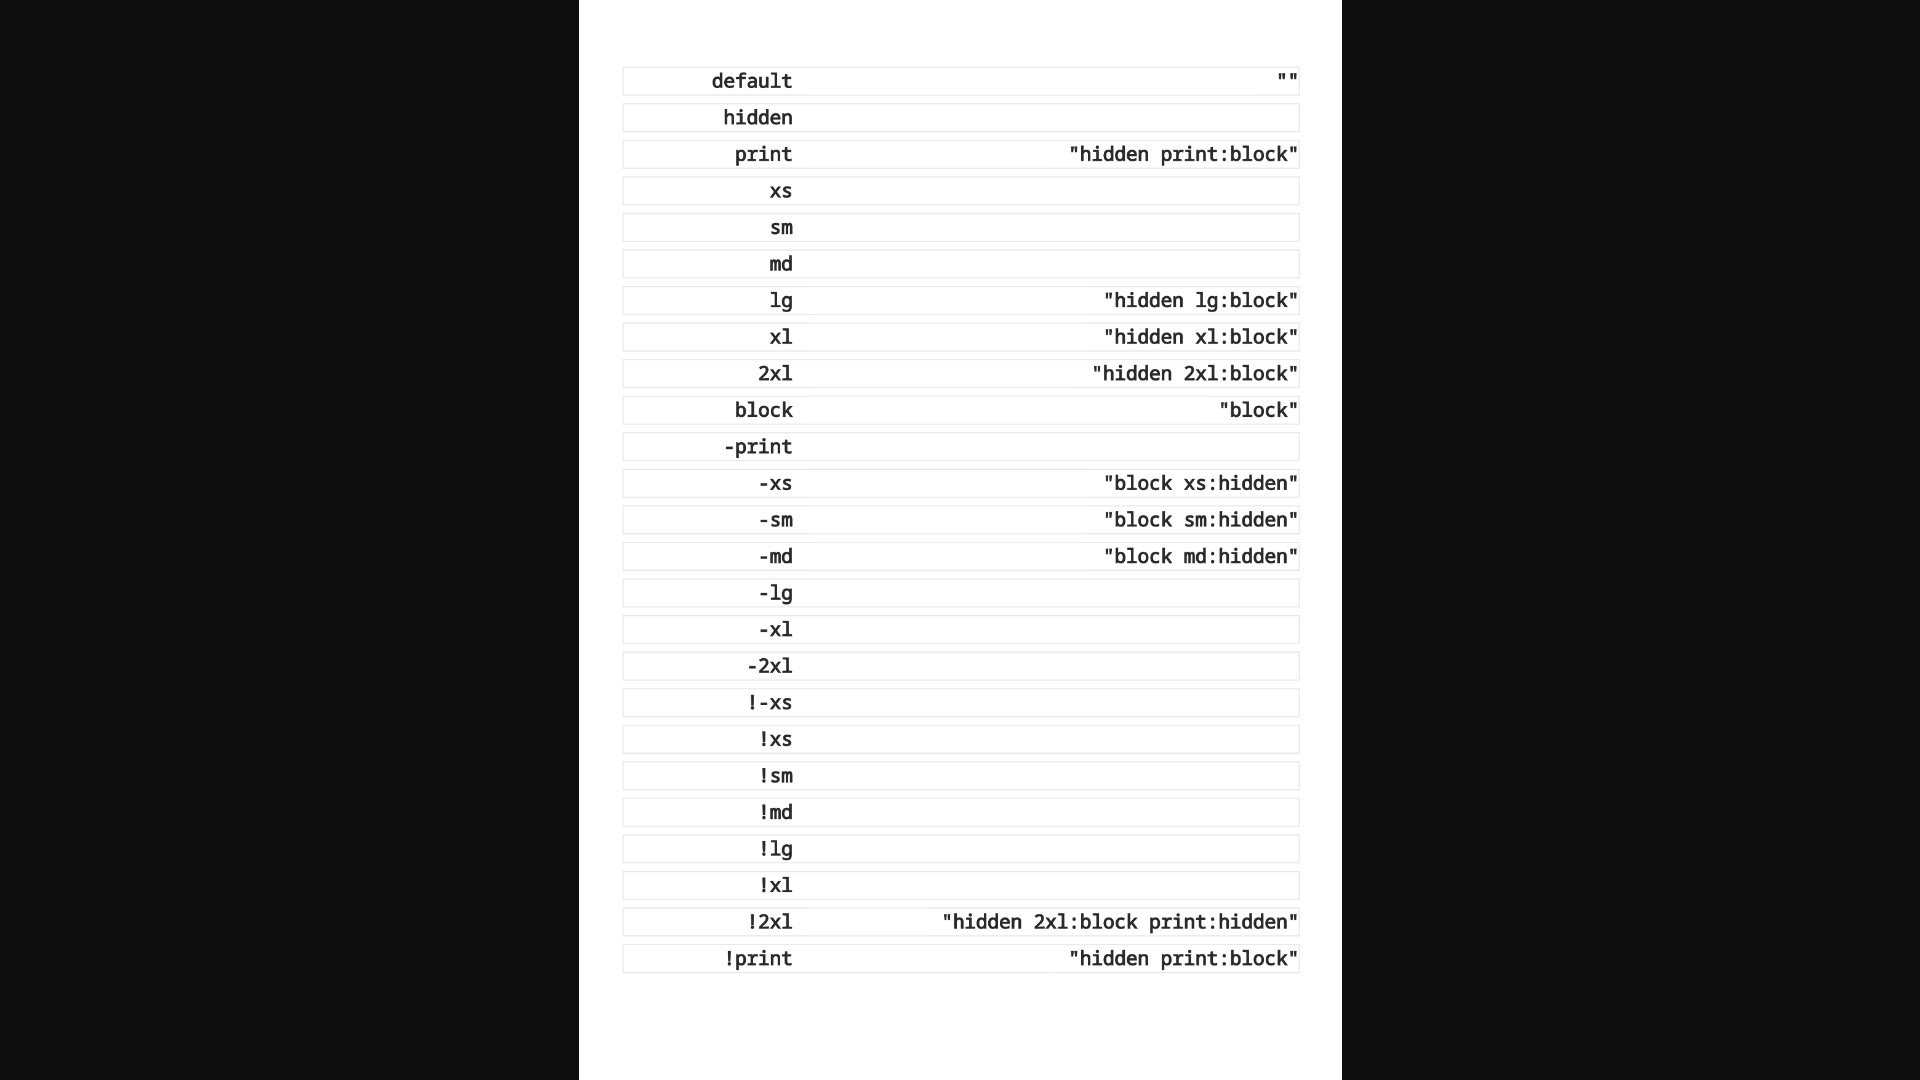 default ""
hidden
print "hidden print:block"
xs
sm
md
lg "hidden lg:block"
xl "hidden xl:block"
2xl "hidden 2xl:block"
block "block"
-print
-xs "block xs:hidden"
-sm "block sm:hidden"
-md "block md:hidden"
-lg
-xl
-2xl
!-xs
!xs
!sm
!md
!lg
!xl
!2xl "hidden 2xl:block print:hidden"
!print "hidden print:block"